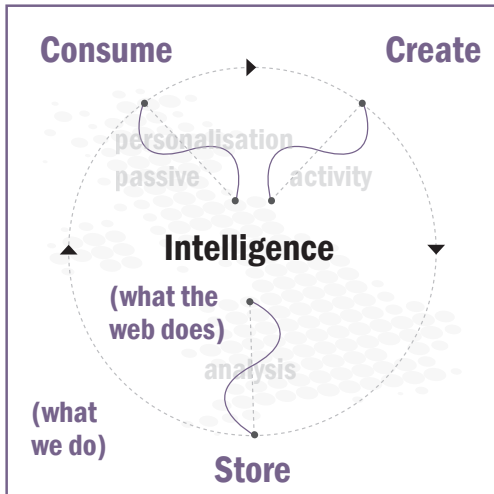 Consume
Create
personalisation
passive
activity
Intelligence
(what the
web does)
analysis
(what
we do)
Store